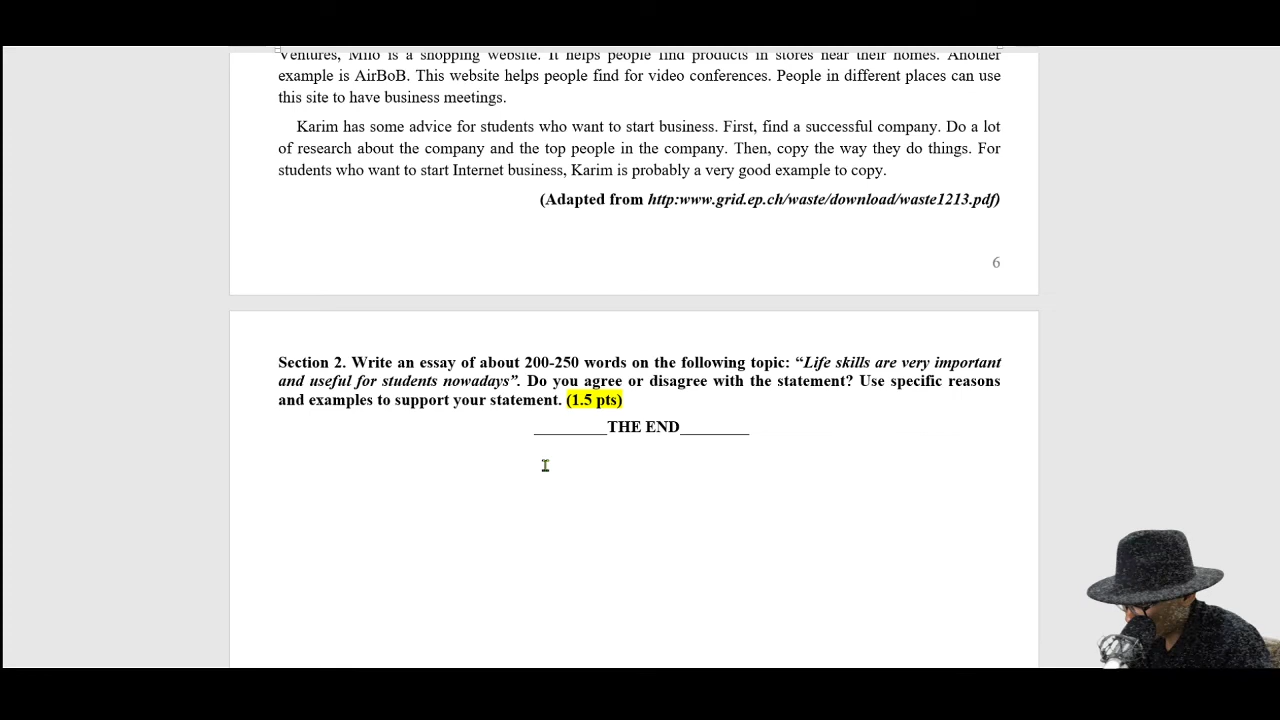 Ventures, Milo is a shopping website. It helps people find products in stores near their homes. Another
example is AirBoB. This website helps people find for video conferences. People in different places can use
this site to have business meetings.
Karim has some advice for students who want to start business. First, find a successful company. Do a lot
of research about the company and the top people in the company. Then, copy the way they do things. For
students who want to start Internet business, Karim is probably a very good example to copy.
(Adapted from http:www.grid.ep.ch/waste/download/waste1213.pdf)
6
Section 2. Write an essay of about 200-250 words on the following topic: “Life skills are very important
and useful for students nowadays”. Do you agree or disagree with the statement? Use specific reasons
and examples to support your statement. (1.5 pts)
_________THE END_________